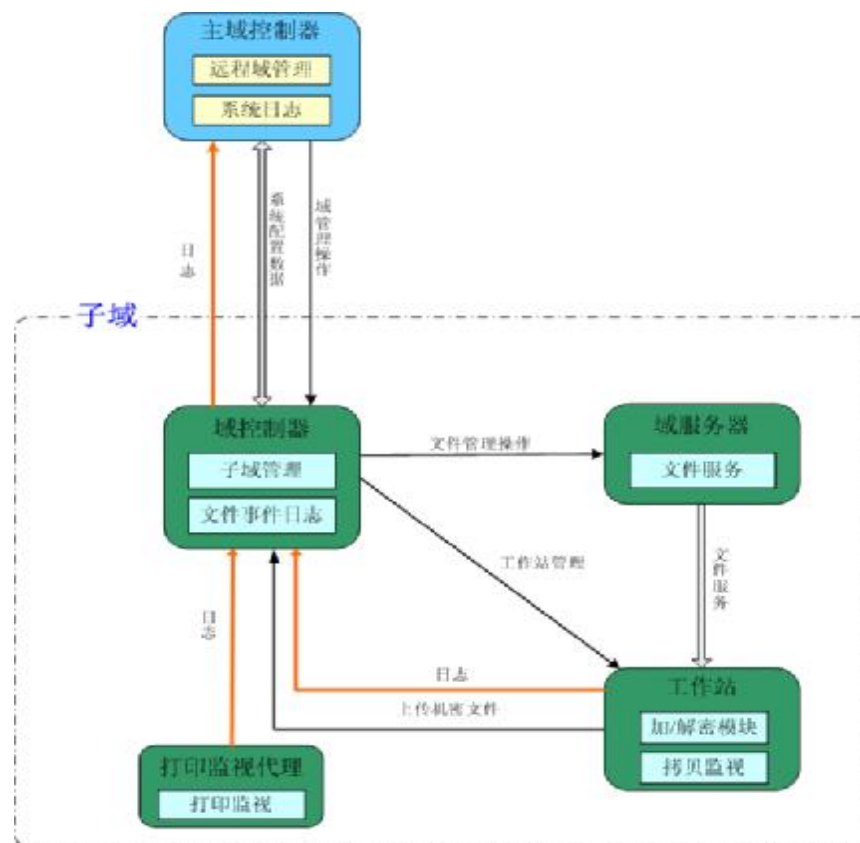 主域控制器
远程域管理
系统日志
日志
系统配置数据
域管理操作
子域
域控制器
子域管理
文件事件日志
文件管理操作
域服务器
文件服务
工作站管理
文件服务
日志
日志
上传机密文件
工作站
加/解密模块
拷贝监视
打印监视代理
打印监视